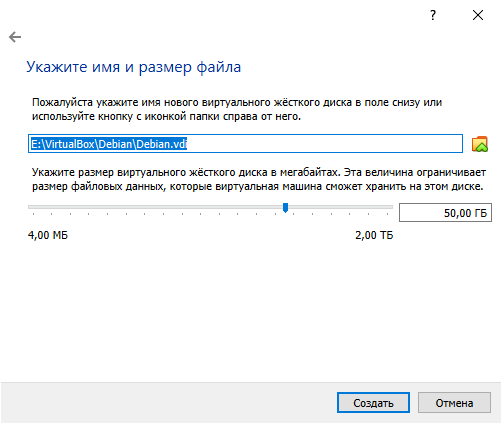 ?
Укажите имя и размер файла
Пожалуйста укажите имя нового виртуального жёсткого диска в поле снизу или
используйте кнопку с иконкой папки справа от него.
E:\VirtualBox\Debian\Debian.vdi
Укажите размер виртуального жёсткого диска в мегабайтах. Эта величина ограничивает
размер файловых данных, которые виртуальная машина сможет хранить на этом диске.
50,00 ГБ
4,00 МБ
2,00 ТБ
Создать
Отмена